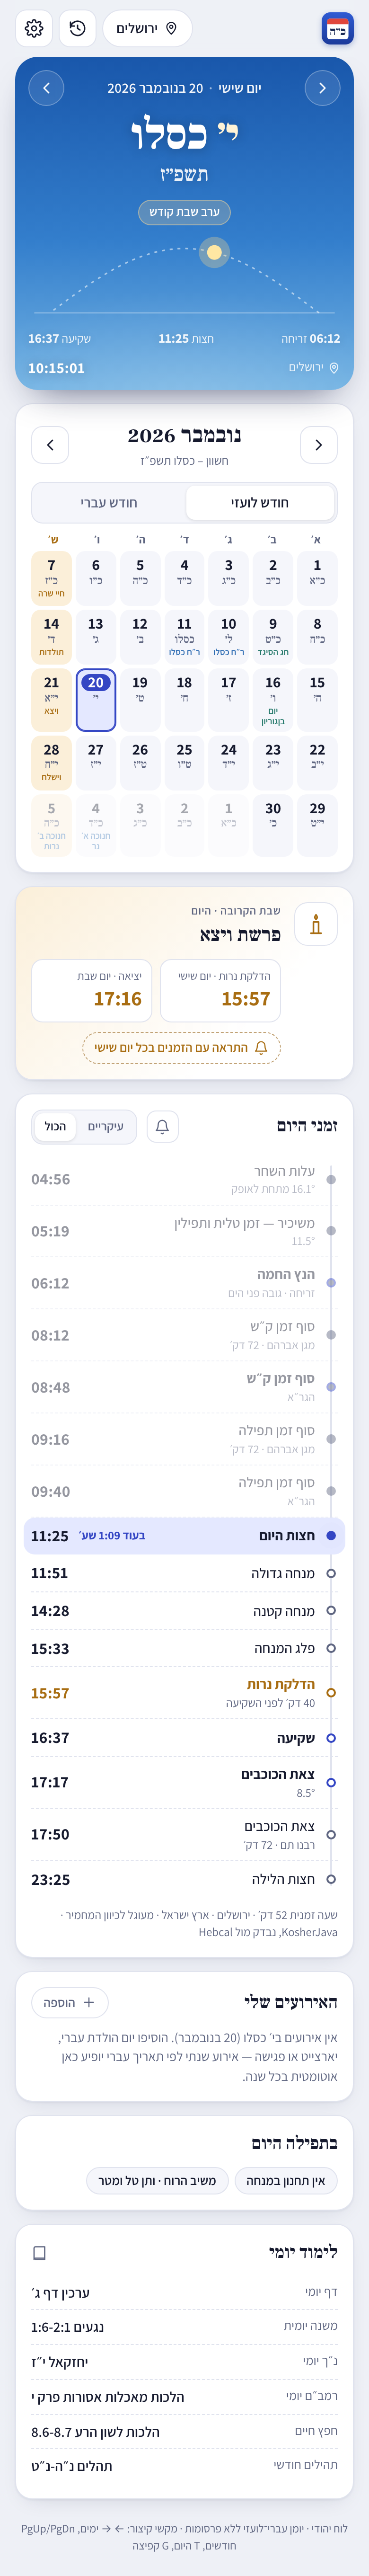 כ״ה
ירושלים
יום שישי · 20 בנובמבר 2026
י׳ כסלו
תשפ״ז
ערב שבת קודש
06:12 זריחה
חצות 11:25
שקיעה 16:37
ירושלים
10:15:01
נובמבר 2026
חשוון – כסלו תשפ״ז
חודש לועזי
חודש עברי
א׳ ב׳ ג׳ ד׳ ה׳ ו׳ ש׳
1 2 3 4 5 6 7
כ״א כ״ב כ״ג כ״ד כ״ה כ״ו כ״ז
חיי שרה
8 9 10 11 12 13 14
כ״ח כ״ט ל׳ כסלו ב׳ ג׳ ד׳
חג הסיגד ר״ח כסלו ר״ח כסלו תולדות
15 16 17 18 19 20 21
ה׳ ו׳ ז׳ ח׳ ט׳ י׳ י״א
יום בן־גוריון ויצא
22 23 24 25 26 27 28
י״ב י״ג י״ד ט״ו ט״ז י״ז י״ח
וישלח
29 30 1 2 3 4 5
י״ט כ׳ כ״א כ״ב כ״ג כ״ד כ״ה
חנוכה א׳ נר חנוכה ב׳ נרות
שבת הקרובה · היום
פרשת ויצא
הדלקת נרות · יום שישי
15:57
יציאה · יום שבת
17:16
התראה עם הזמנים בכל יום שישי
זמני היום
עיקריים
הכול
עלות השחר 04:56
16.1° מתחת לאופק
משיכיר — זמן טלית ותפילין 05:19
11.5°
הנץ החמה 06:12
זריחה · גובה פני הים
סוף זמן ק״ש 08:12
מגן אברהם · 72 דק׳
סוף זמן ק״ש 08:48
הגר״א
סוף זמן תפילה 09:16
מגן אברהם · 72 דק׳
סוף זמן תפילה 09:40
הגר״א
חצות היום בעוד 1:09 שע׳ 11:25
מנחה גדולה 11:51
מנחה קטנה 14:28
פלג המנחה 15:33
הדלקת נרות 15:57
40 דק׳ לפני השקיעה
שקיעה 16:37
צאת הכוכבים 17:17
8.5°
צאת הכוכבים 17:50
רבנו תם · 72 דק׳
חצות הלילה 23:25
שעה זמנית 52 דק׳ · ירושלים · ארץ ישראל · מעוגל לכיוון המחמיר ·
KosherJava, נבדק מול Hebcal
האירועים שלי
הוספה
אין אירועים בי׳ כסלו (20 בנובמבר). הוסיפו יום הולדת עברי,
יארצייט או פגישה — אירוע שנתי לפי תאריך עברי יופיע כאן
אוטומטית בכל שנה.
בתפילה היום
אין תחנון במנחה
משיב הרוח · ותן טל ומטר
לימוד יומי
דף יומי ערכין דף ג׳
משנה יומית נגעים 1:6-2:1
נ״ך יומי יחזקאל י״ז
רמב״ם יומי הלכות מאכלות אסורות פרק י
חפץ חיים הלכות לשון הרע 8.6-8.7
תהילים חודשי תהלים נ״ה-נ״ט
לוח יהודי · יומן עברי־לועזי ללא פרסומות · מקשי קיצור: ← → ימים, PgUp/PgDn
חודשים, T היום, G קפיצה